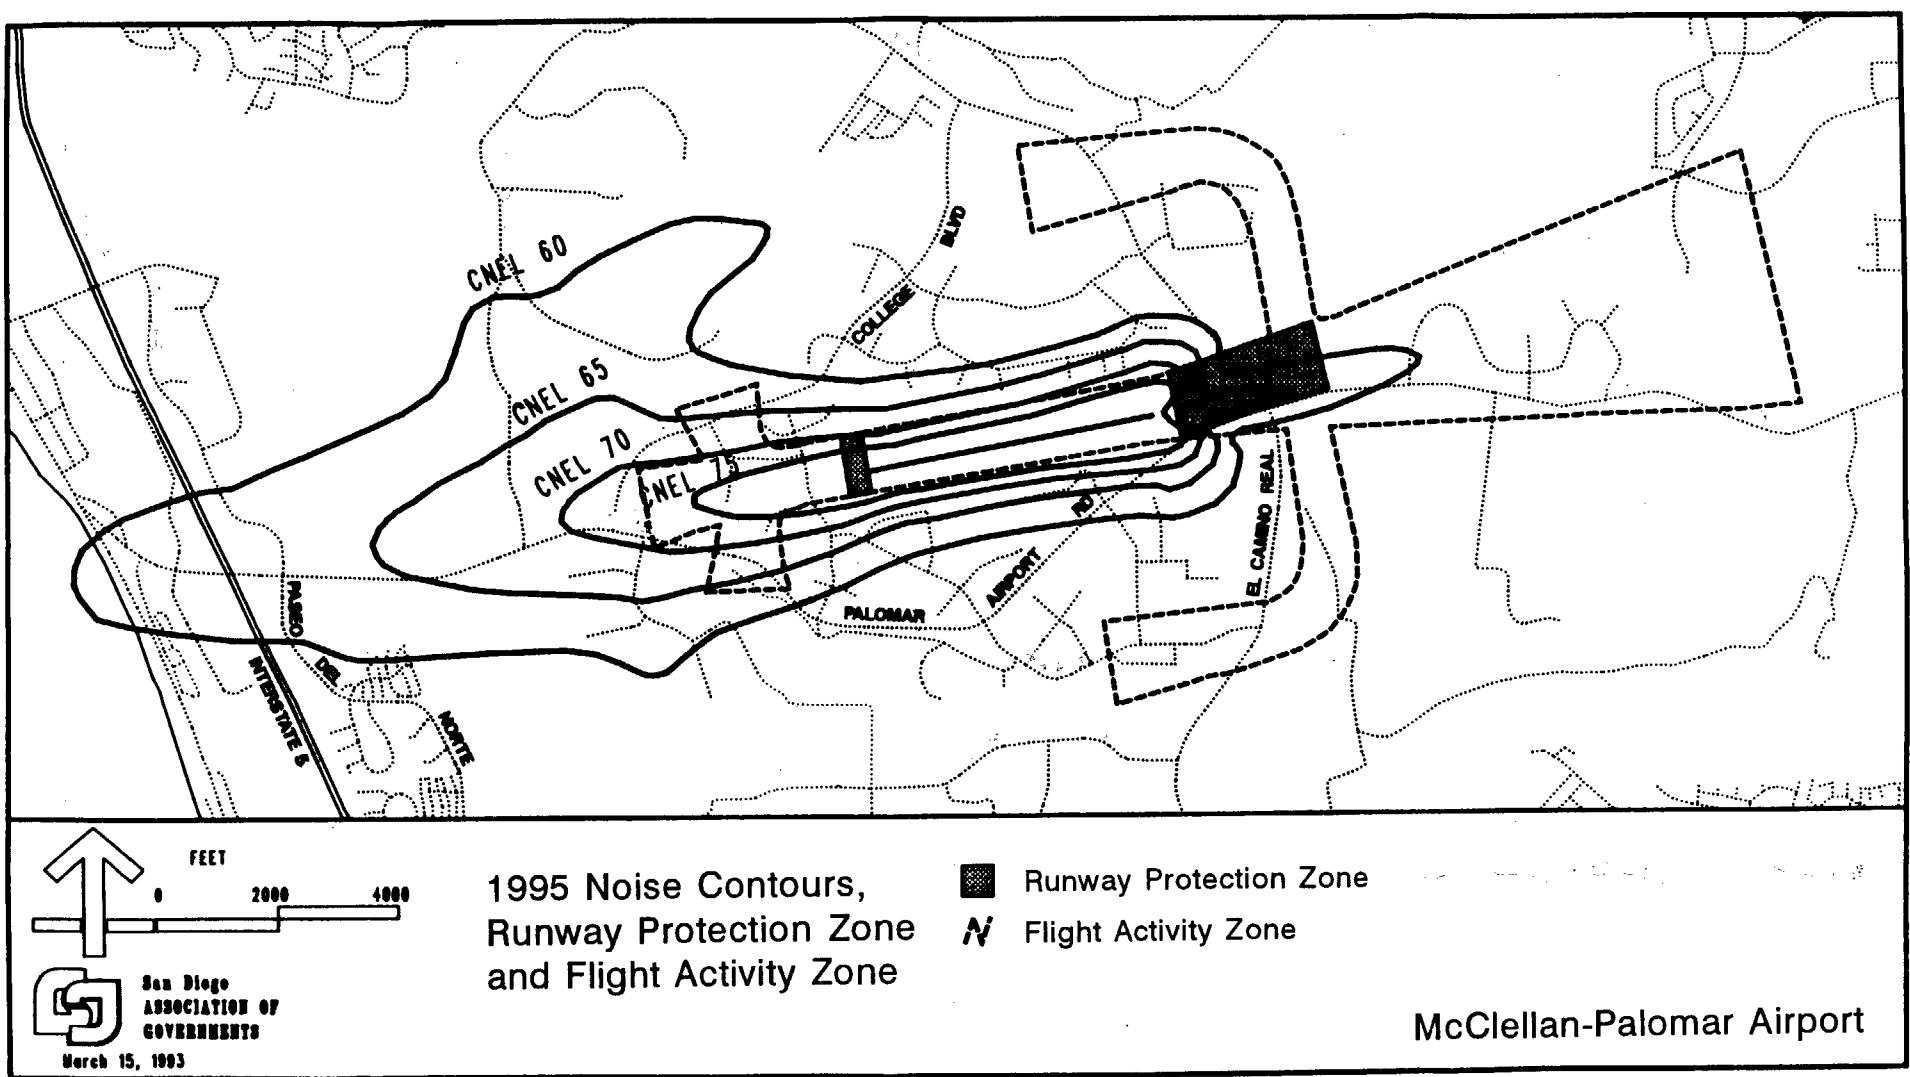 CNEL 60
BLVD
COLLEGE
CNEL 65
CNEL 70
CNEL 75
RD
AIRPORT
EL CAMINO REAL
PALOMAR
PASEO
DEL
NORTE
INTERSTATE 5
FEET
0 2000 4000
1995 Noise Contours,
Runway Protection Zone
and Flight Activity Zone
Runway Protection Zone
Flight Activity Zone
San Diego
ASSOCIATION OF
GOVERNMENTS
March 15, 1993
McClellan-Palomar Airport